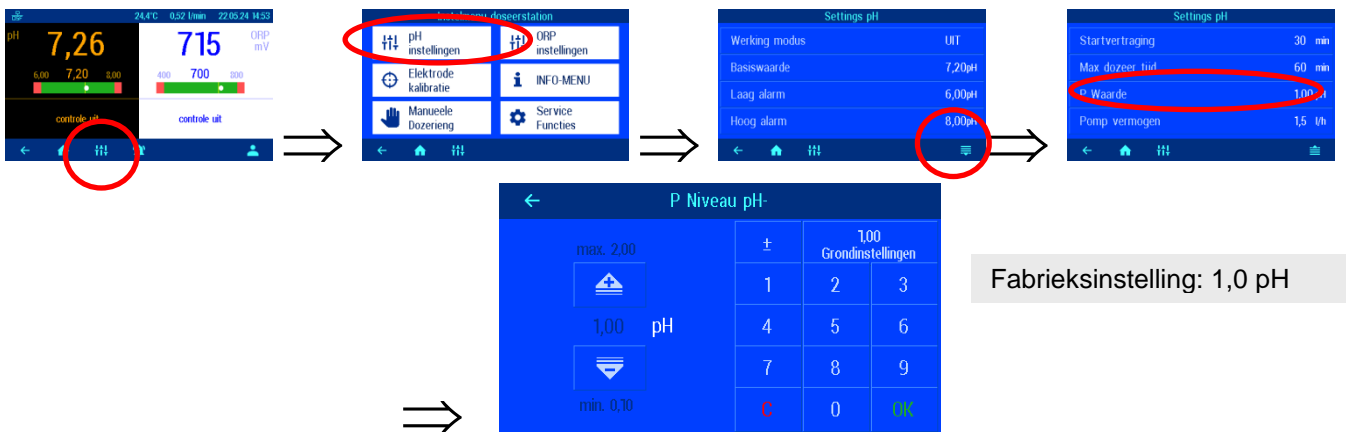 24,4°C 0,52 l/min 22.05.24 14:53
pH 7,26
6,00 7,20 8,00
controle uit
715 ORP mV
400 700 800
controle uit
doseerstation
pH instellingen
ORP instellingen
Elektrode kalibratie
INFO-MENU
Manueele Dozerieng
Service Functies
Settings pH
Werking modus UIT
Basiswaarde 7,20pH
Laag alarm 6,00pH
Hoog alarm 8,00pH
Settings pH
Startvertraging 30 min
Max dozeer tijd 60 min
P Waarde 1,00 pH
Pomp vermogen 1,5 l/h
P Niveau pH-
max. 2,00
1,00 pH
min. 0,10
± 1,00
Grondinstellingen
1 2 3
4 5 6
7 8 9
C 0 OK
Fabrieksinstelling: 1,0 pH